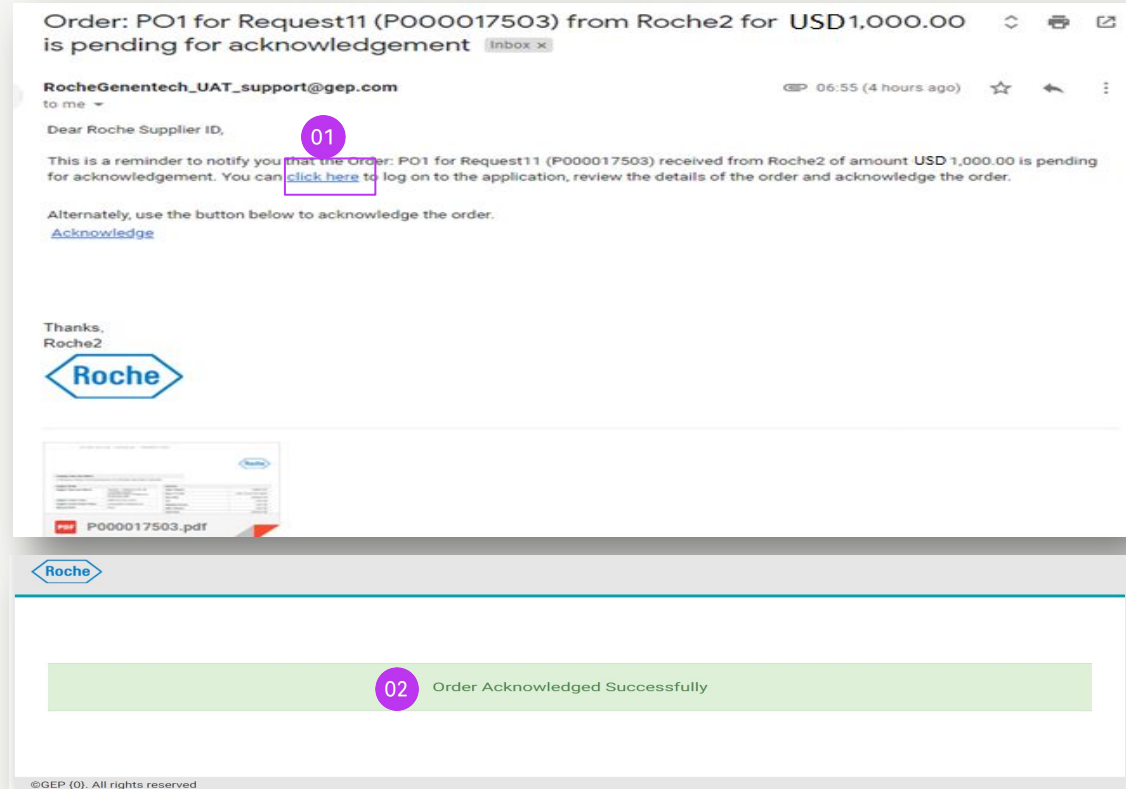 Order: PO1 for Request11 (P000017503) from Roche2 for USD1,000.00
is pending for acknowledgement Inbox x
RocheGenentech_UAT_support@gep.com 06:55 (4 hours ago)
to me
Dear Roche Supplier ID,
01
This is a reminder to notify you that the Order: PO1 for Request11 (P000017503) received from Roche2 of amount USD 1,000.00 is pending
for acknowledgement. You can click here to log on to the application, review the details of the order and acknowledge the order.
Alternately, use the button below to acknowledge the order.
Acknowledge
Thanks,
Roche2
Roche
Roche
PDF P000017503.pdf
Roche
02 Order Acknowledged Successfully
©GEP {0}. All rights reserved